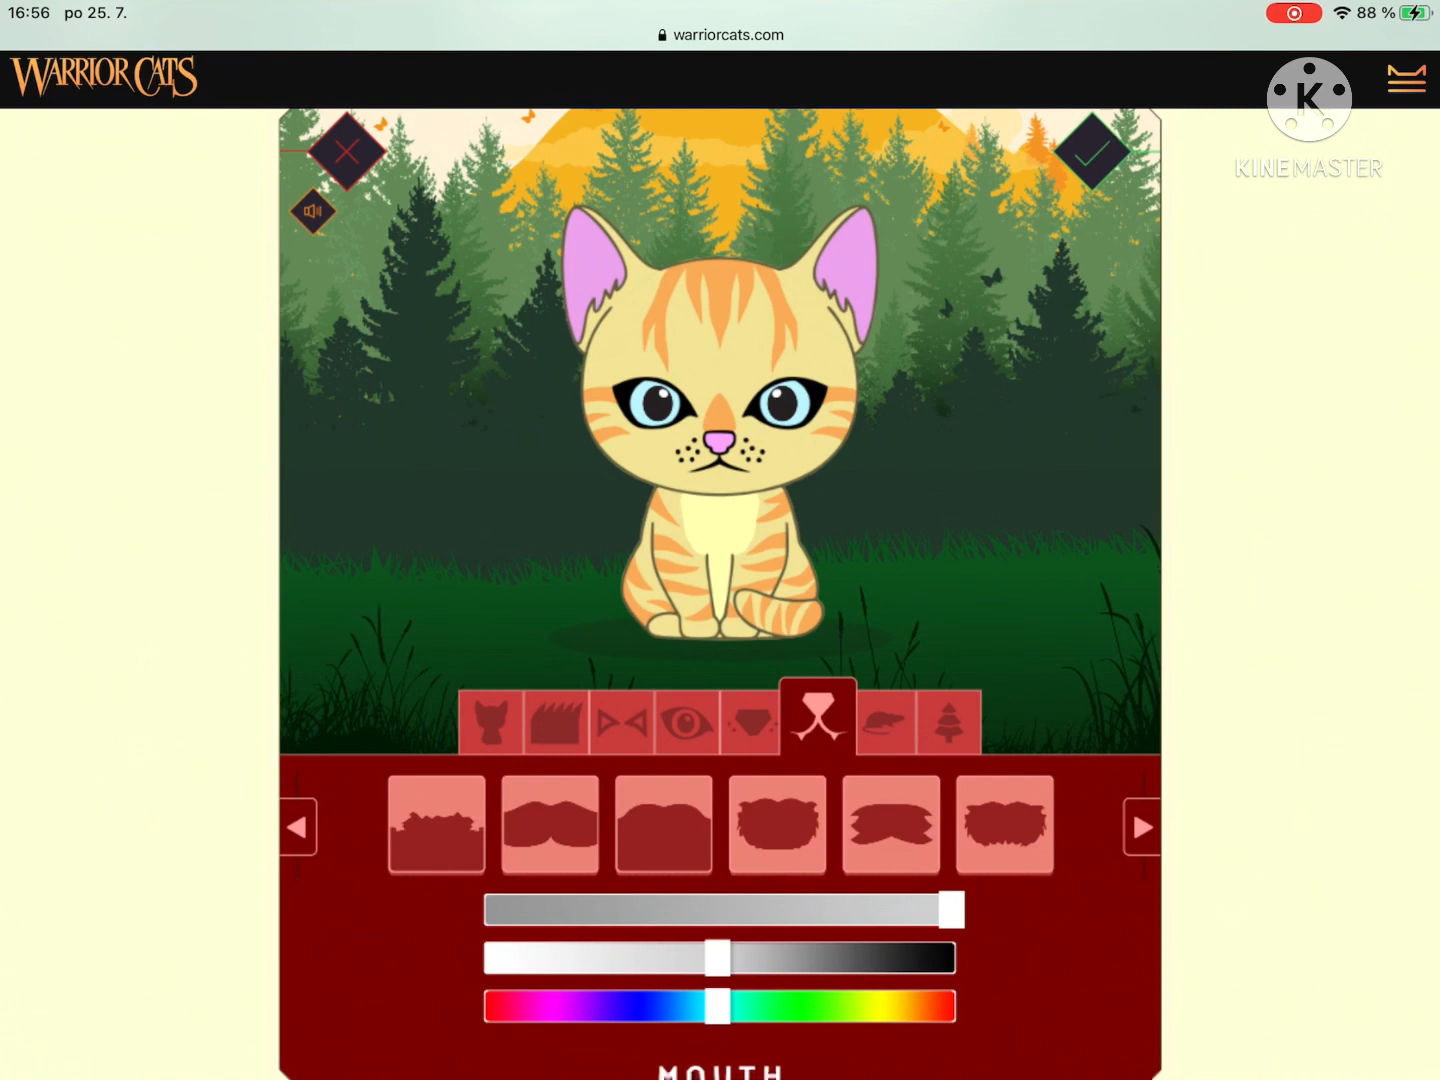 16:56 po 25. 7.
88 %
warriorcats.com
WARRIOR CATS
K
KINEMASTER
MOUTH